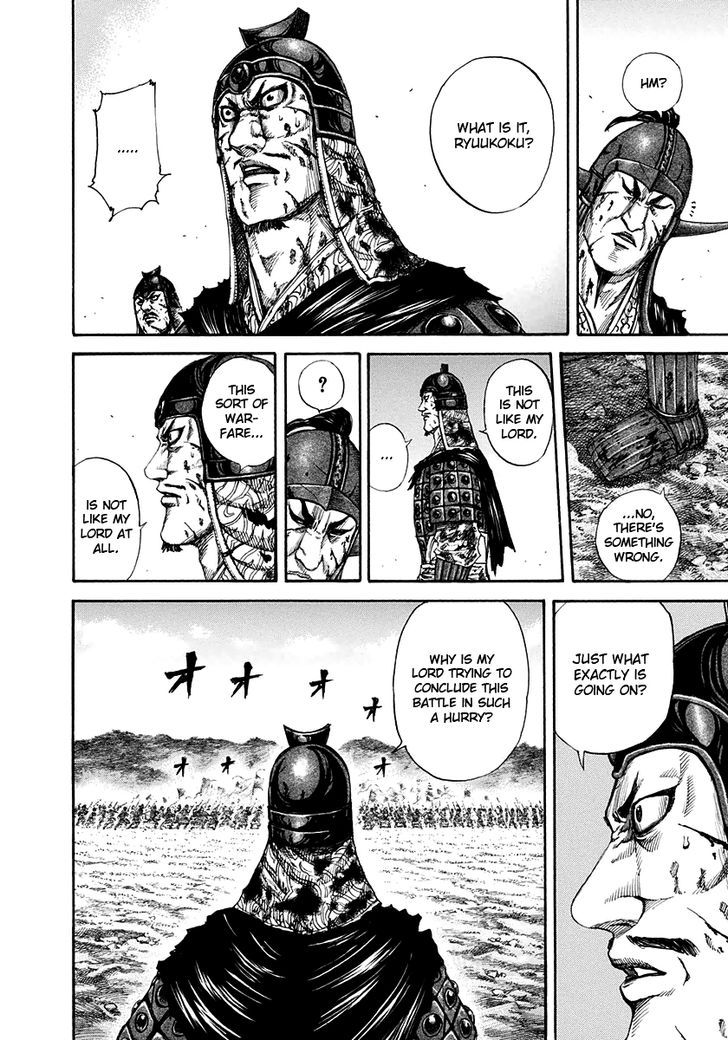 HM?
WHAT IS IT,
RYUUKOKU?
.....
...NO,
THERE'S
SOMETHING
WRONG.
THIS
IS NOT
LIKE MY
LORD.
...
?
THIS
SORT OF
WAR-
FARE...
IS NOT
LIKE MY
LORD AT
ALL.
JUST WHAT
EXACTLY IS
GOING ON?
WHY IS MY
LORD TRYING TO
CONCLUDE THIS
BATTLE IN SUCH
A HURRY?
オ オ オ オ
オ オ オ オ